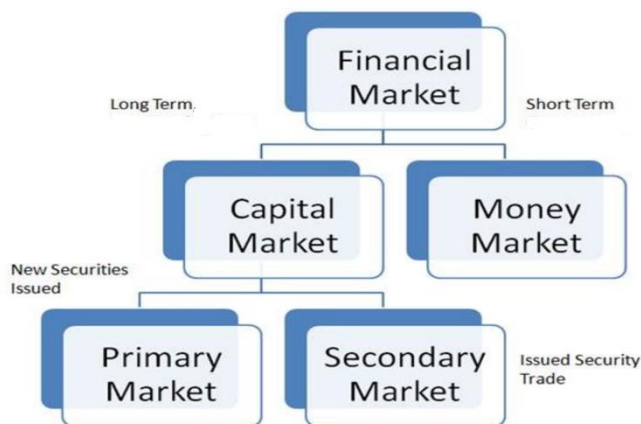 Financial
Market
Long Term.
Short Term
Capital
Market
Money
Market
New Securities
Issued
Primary
Market
Secondary
Market
Issued Security
Trade